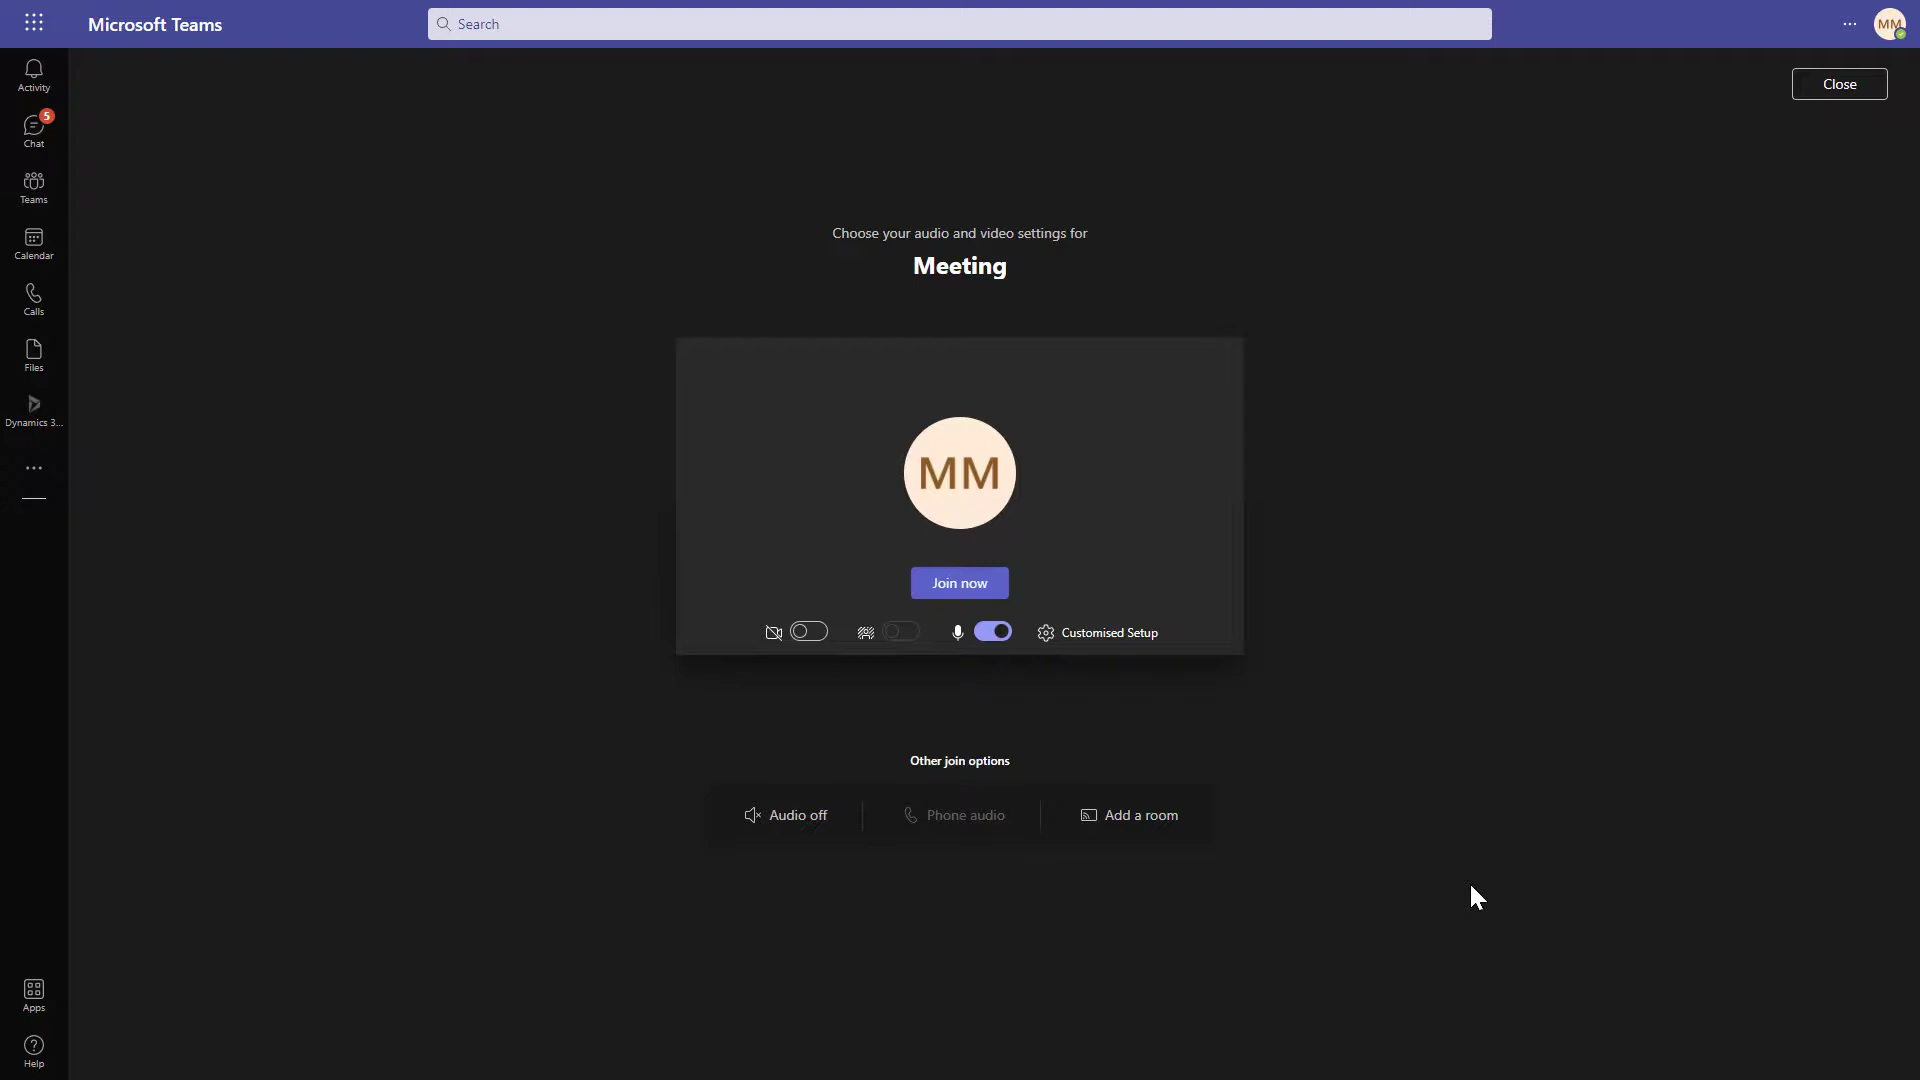 Microsoft Teams
Search
MM
Close
Activity
5
Chat
Teams
Calendar
Calls
Files
Dynamics 3...
Choose your audio and video settings for
Meeting
MM
Join now
Customised Setup
Other join options
Audio off
Phone audio
Add a room
Apps
Help